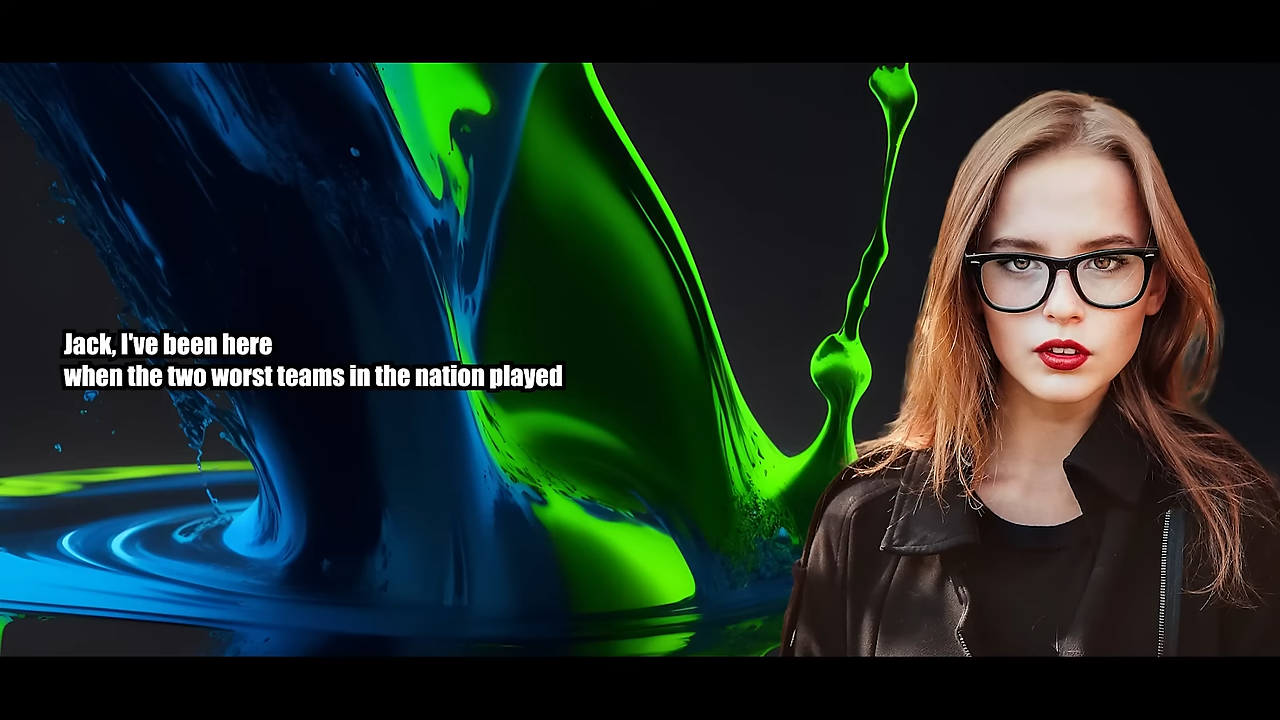 Jack, I've been here
when the two worst teams in the nation played